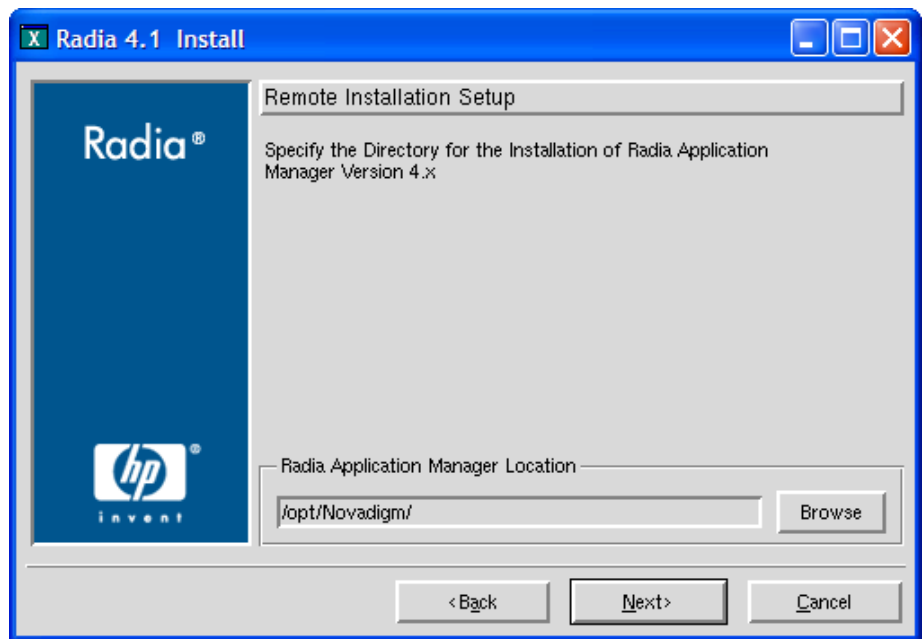 X Radia 4.1 Install
Radia®
Remote Installation Setup
Specify the Directory for the Installation of Radia Application
Manager Version 4.x
hp®
invent
Radia Application Manager Location
/opt/Novadigm/
Browse
<Back
Next>
Cancel